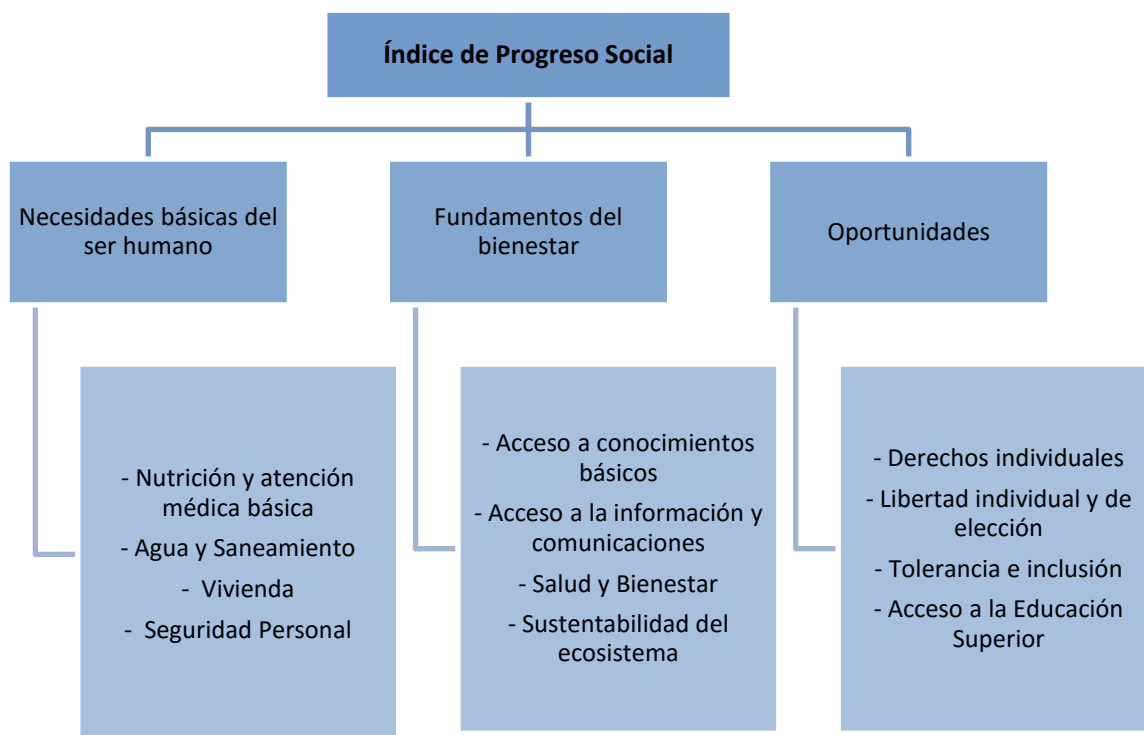 Índice de Progreso Social
Necesidades básicas del
ser humano
Fundamentos del
bienestar
Oportunidades
- Nutrición y atención
médica básica
- Agua y Saneamiento
- Vivienda
- Seguridad Personal
- Acceso a conocimientos
básicos
- Acceso a la información y
comunicaciones
- Salud y Bienestar
- Sustentabilidad del
ecosistema
- Derechos individuales
- Libertad individual y de
elección
- Tolerancia e inclusión
- Acceso a la Educación
Superior